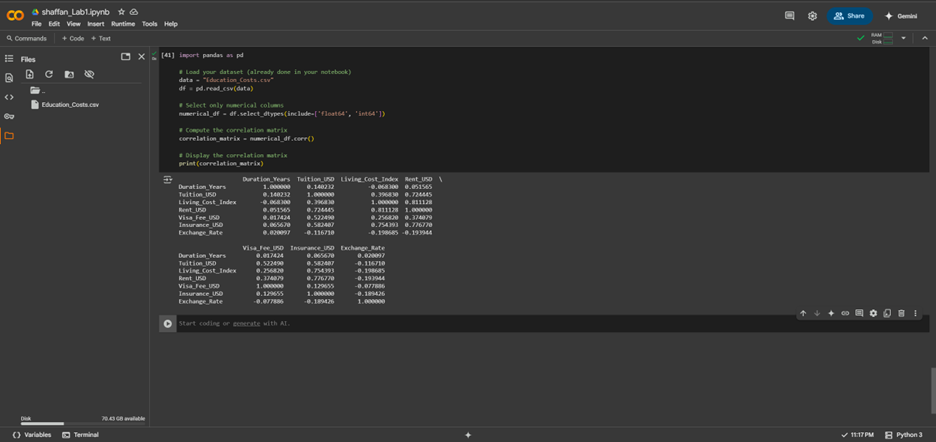 shaffan_Lab1.ipynb
File Edit View Insert Runtime Tools Help
Share
Gemini
Commands + Code + Text
RAM
Disk
Files
..
Education_Costs.csv
[41] import pandas as pd
# Load your dataset (already done in your notebook)
data = "Education_Costs.csv"
df = pd.read_csv(data)
# Select only numerical columns
numerical_df = df.select_dtypes(include=['float64', 'int64'])
# Compute the correlation matrix
correlation_matrix = numerical_df.corr()
# Display the correlation matrix
print(correlation_matrix)
Duration_Years Tuition_USD Living_Cost_Index Rent_USD \
Duration_Years 1.000000 0.140232 -0.068300 0.051565
Tuition_USD 0.140232 1.000000 0.396830 0.724445
Living_Cost_Index -0.068300 0.396830 1.000000 0.811128
Rent_USD 0.051565 0.724445 0.811128 1.000000
Visa_Fee_USD 0.017424 0.522490 0.256820 0.374079
Insurance_USD 0.065670 0.582407 0.754393 0.776770
Exchange_Rate 0.020097 -0.116710 -0.198685 -0.193944
Visa_Fee_USD Insurance_USD Exchange_Rate
Duration_Years 0.017424 0.065670 0.020097
Tuition_USD 0.522490 0.582407 -0.116710
Living_Cost_Index 0.256820 0.754393 -0.198685
Rent_USD 0.374079 0.776770 -0.193944
Visa_Fee_USD 1.000000 0.129655 -0.077886
Insurance_USD 0.129655 1.000000 -0.189426
Exchange_Rate -0.077886 -0.189426 1.000000
Start coding or generate with AI.
Disk 70.43 GB available
Variables Terminal
11:17 PM Python 3